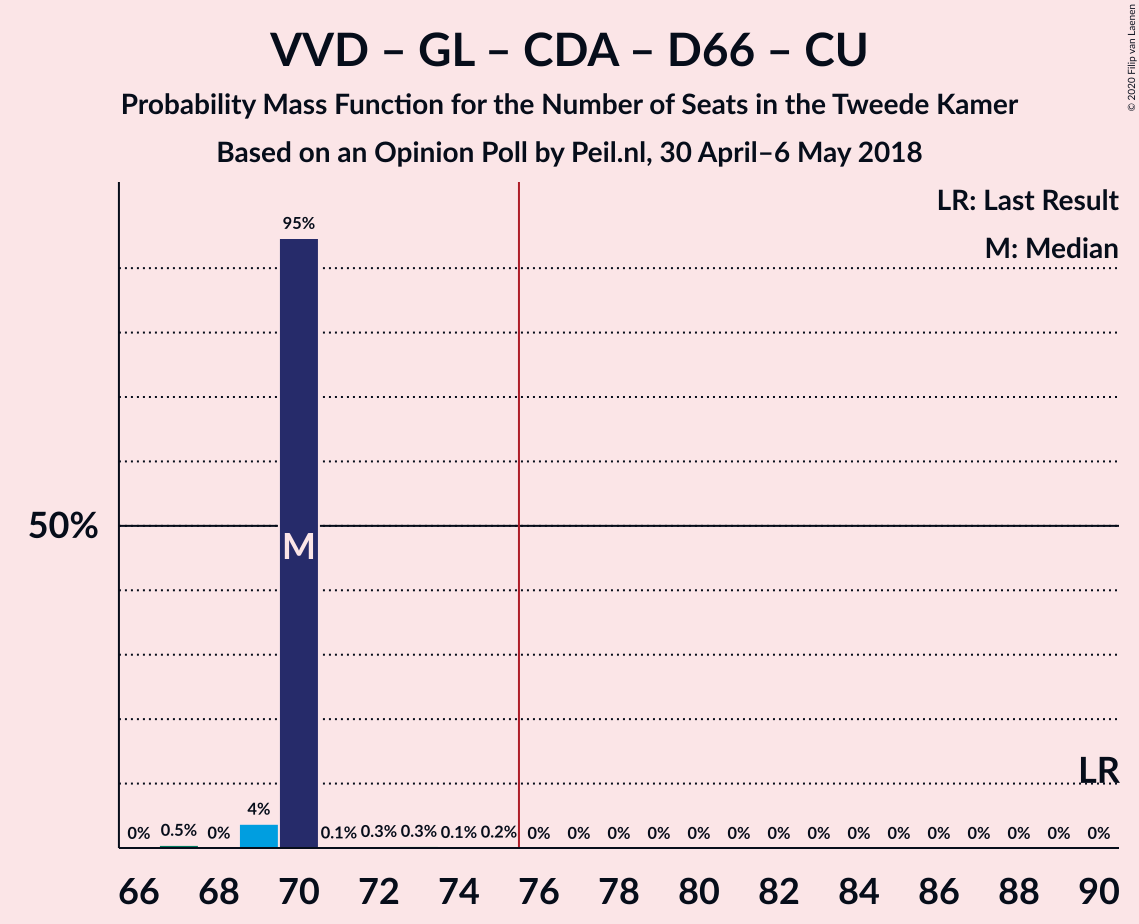 VVD – GL – CDA – D66 – CU
Probability Mass Function for the Number of Seats in the Tweede Kamer
Based on an Opinion Poll by Peil.nl, 30 April–6 May 2018
© 2020 Filip van Laenen
LR: Last Result
M: Median
95%
50%
M
LR
4%
0% 0.5% 0% 0.1% 0.3% 0.3% 0.1% 0.2% 0% 0% 0% 0% 0% 0% 0% 0% 0% 0% 0% 0% 0% 0% 0%
66 68 70 72 74 76 78 80 82 84 86 88 90